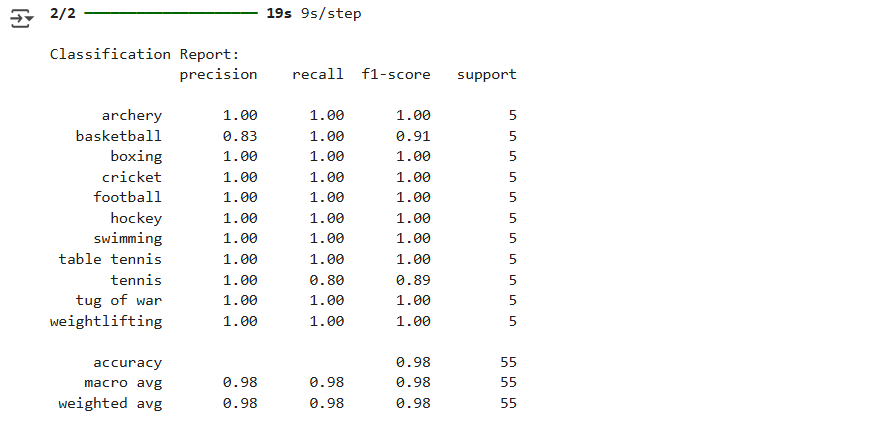 2/2 ━━━━━━━━━━━━━━━━━━━━ 19s 9s/step
Classification Report:
precision recall f1-score support
archery 1.00 1.00 1.00 5
basketball 0.83 1.00 0.91 5
boxing 1.00 1.00 1.00 5
cricket 1.00 1.00 1.00 5
football 1.00 1.00 1.00 5
hockey 1.00 1.00 1.00 5
swimming 1.00 1.00 1.00 5
table tennis 1.00 1.00 1.00 5
tennis 1.00 0.80 0.89 5
tug of war 1.00 1.00 1.00 5
weightlifting 1.00 1.00 1.00 5
accuracy 0.98 55
macro avg 0.98 0.98 0.98 55
weighted avg 0.98 0.98 0.98 55